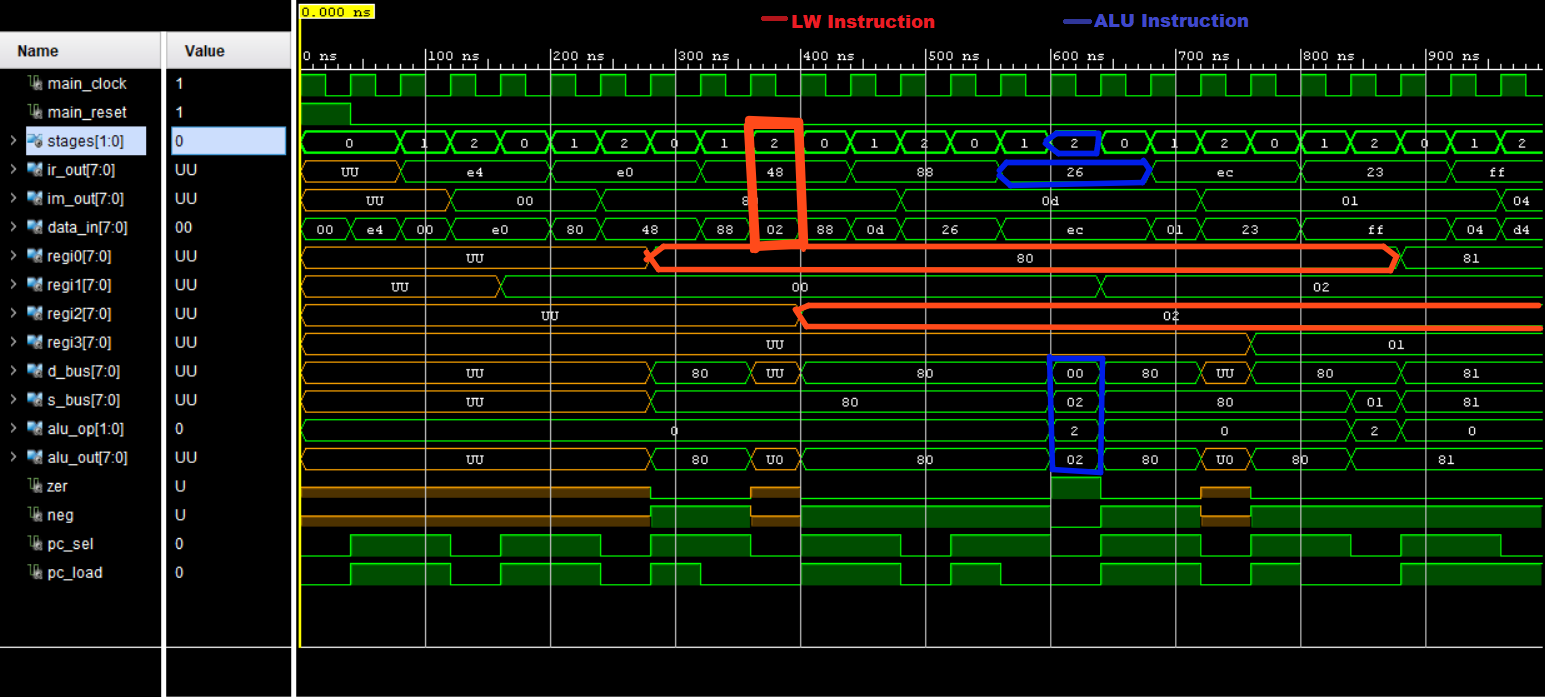 0.000 ns
LW Instruction ALU Instruction
Name Value
0 ns 100 ns 200 ns 300 ns 400 ns 500 ns 600 ns 700 ns 800 ns 900 ns
main_clock 1
main_reset 1
stages[1:0] 0 0 1 2 0 1 2 0 1 2 0 1 2 0 1 2 0 1 2 0 1 2 0 1 2
ir_out[7:0] UU UU e4 e0 48 88 26 ec 23 ff
im_out[7:0] UU UU 00 8 0d 01 04
data_in[7:0] 00 00 e4 00 e0 80 48 88 02 88 0d 26 ec 01 23 ff 04 d4
regi0[7:0] UU UU 80 81
regi1[7:0] UU UU 00 02
regi2[7:0] UU UU 02
regi3[7:0] UU UU 01
d_bus[7:0] UU UU 80 UU 80 00 80 UU 80 81
s_bus[7:0] UU UU 80 02 80 01 81
alu_op[1:0] 0 0 2 0 2 0
alu_out[7:0] UU UU 80 U0 80 02 80 U0 80 81
zer U
neg U
pc_sel 0
pc_load 0